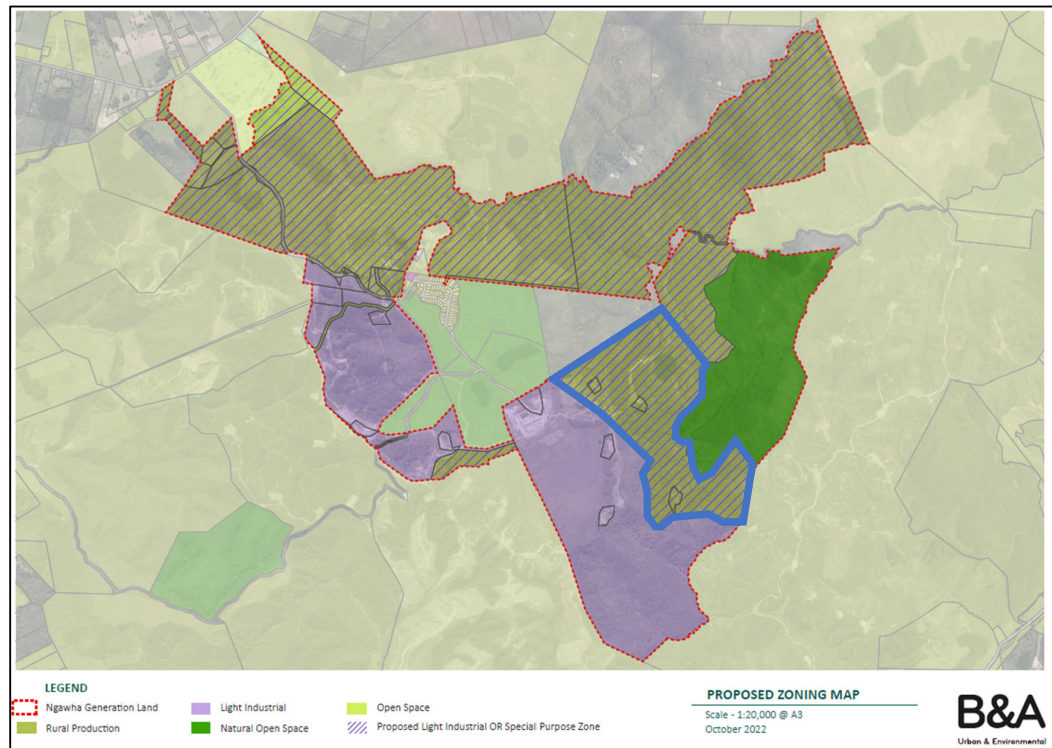 LEGEND
Ngawha Generation Land
Rural Production
Light Industrial
Natural Open Space
Open Space
Proposed Light Industrial OR Special Purpose Zone
PROPOSED ZONING MAP
Scale - 1:20,000 @ A3
October 2022
B&A
Urban & Environmental